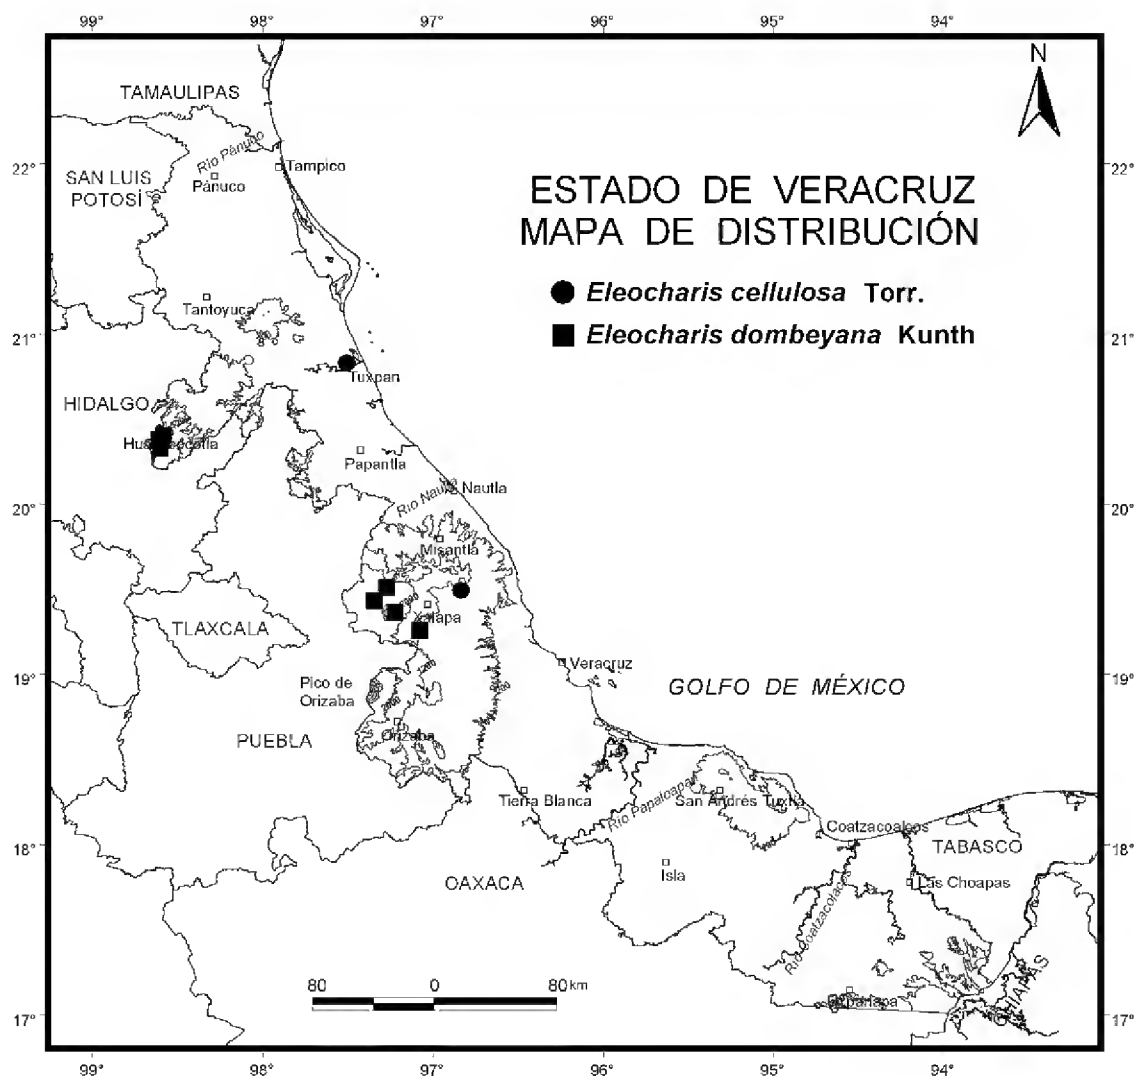 99° 98° 97° 96° 95° 94°
N
TAMAULIPAS
Río Pánuco
22° Tampico 22°
SAN LUIS
POTOSÍ
Pánuco
ESTADO DE VERACRUZ
MAPA DE DISTRIBUCIÓN
Eleocharis cellulosa Torr.
Eleocharis dombeyana Kunth
Tantoyuca
21° 21°
Tuxpan
HIDALGO
Papantla
Nautla
Río Nautla
20° 20°
Misantla
Xalapa
TLAXCALA
Veracruz
19° 19°
Pico de
Orizaba
GOLFO DE MÉXICO
PUEBLA
Orizaba
Tierra Blanca
Río Papaloapan
San Andrés Tuxtla
Coatzacoalcos
18° 18°
TABASCO
Isla
OAXACA
Las Choapas
Río Coatzacoalcos
CHIAPAS
80 0 80 km
17° 17°
99° 98° 97° 96° 95° 94°